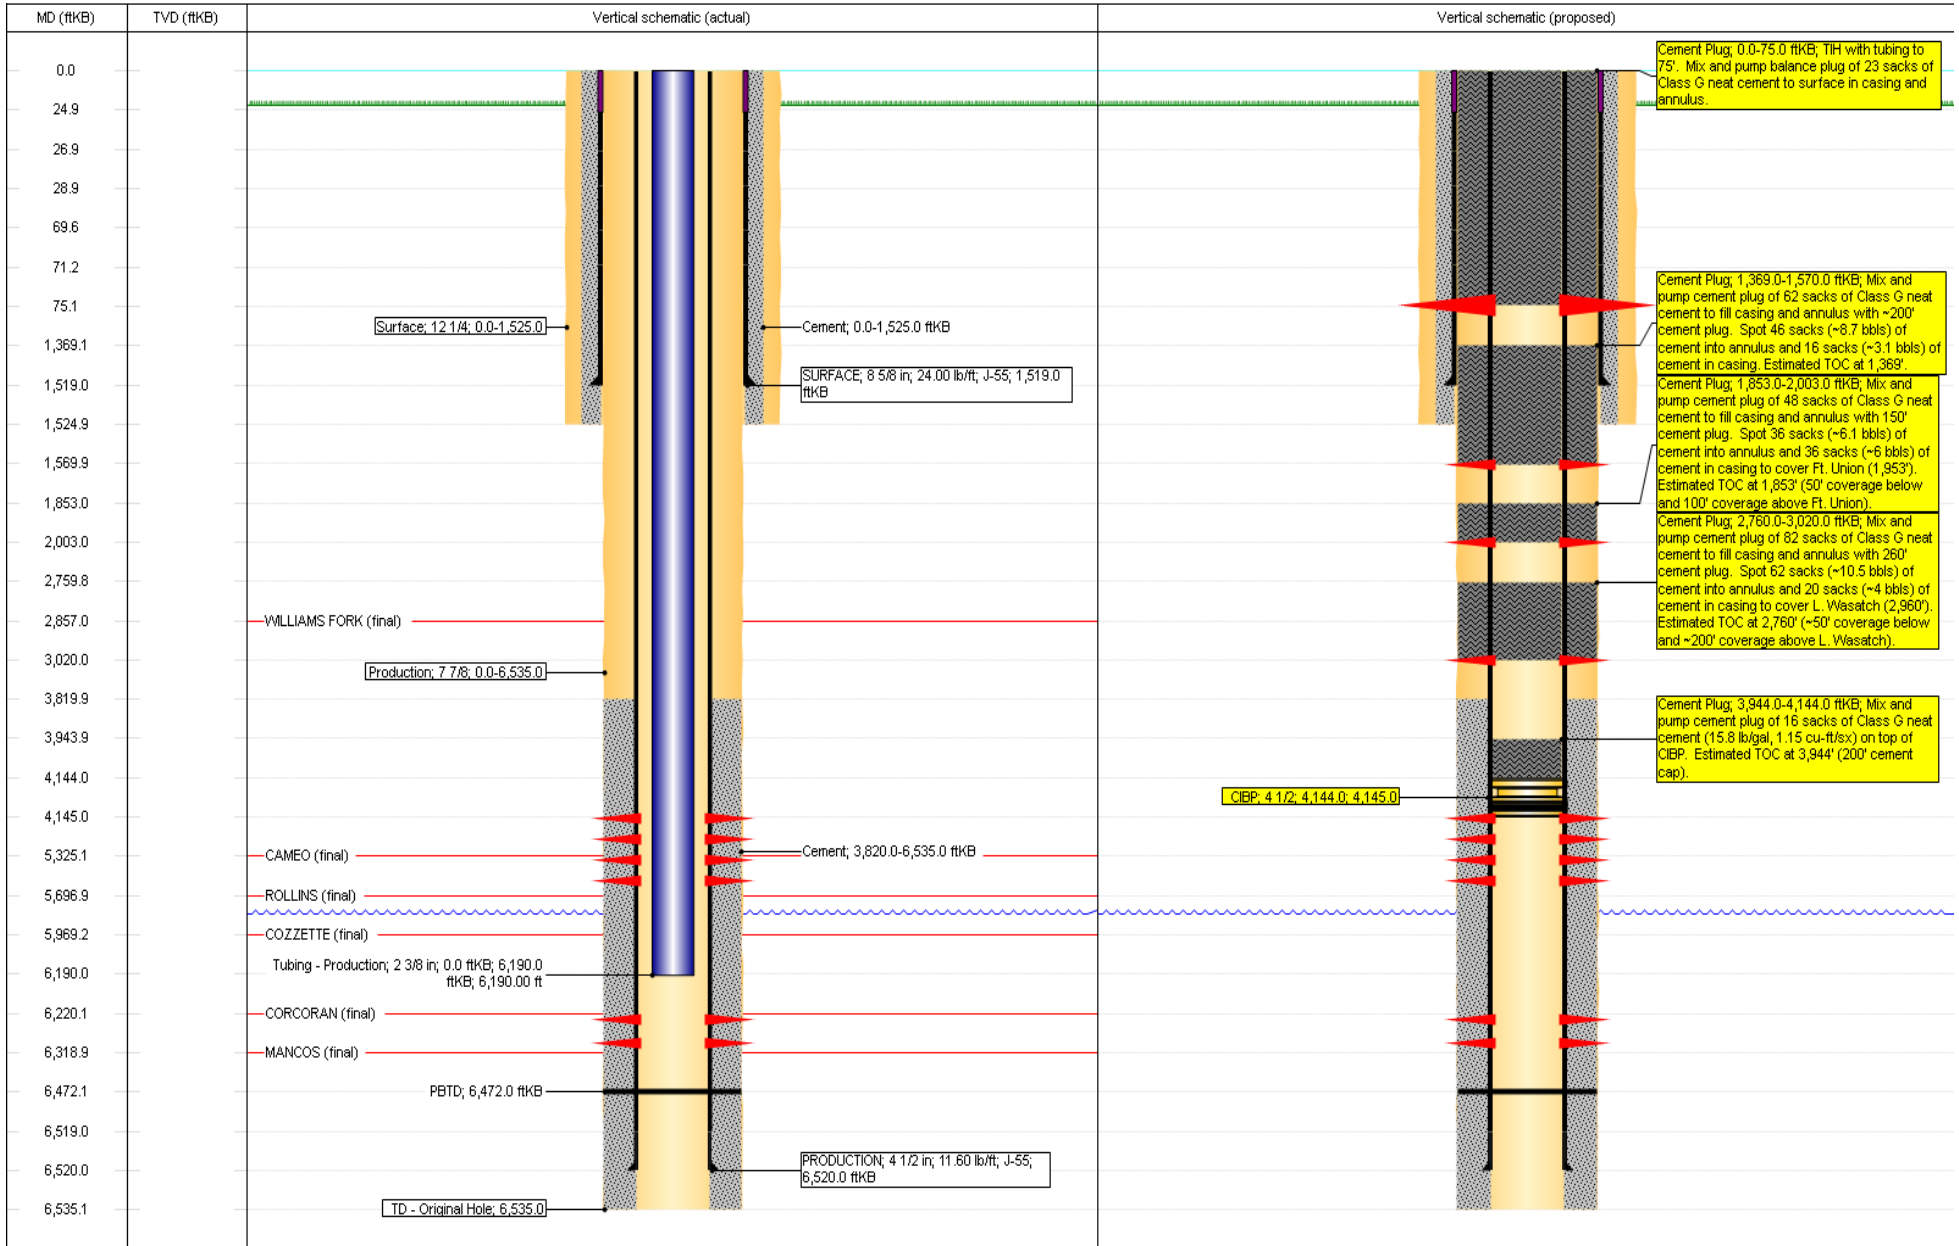 MD (ftKB)
TVD (ftKB)
Vertical schematic (actual)
Vertical schematic (proposed)
0.0
24.9
26.9
28.9
69.6
71.2
75.1
1,369.1
1,519.0
1,524.9
1,569.9
1,853.0
2,003.0
2,759.8
2,857.0
3,020.0
3,819.9
3,943.9
4,144.0
4,145.0
5,325.1
5,696.9
5,969.2
6,190.0
6,220.1
6,318.9
6,472.1
6,519.0
6,520.0
6,535.1
Surface; 12 1/4; 0.0-1,525.0
Cement; 0.0-1,525.0 ftKB
SURFACE; 8 5/8 in; 24.00 lb/ft; J-55; 1,519.0
ftKB
WILLIAMS FORK (final)
Production; 7 7/8; 0.0-6,535.0
Cement; 3,820.0-6,535.0 ftKB
CAMEO (final)
ROLLINS (final)
COZZETTE (final)
Tubing - Production; 2 3/8 in; 0.0 ftKB; 6,190.0
ftKB; 6,190.00 ft
CORCORAN (final)
MANCOS (final)
PBTD; 6,472.0 ftKB
PRODUCTION; 4 1/2 in; 11.60 lb/ft; J-55;
6,520.0 ftKB
TD - Original Hole; 6,535.0
Cement Plug; 0.0-75.0 ftKB; TIH with tubing to
75'. Mix and pump balance plug of 23 sacks of
Class G neat cement to surface in casing and
annulus.
Cement Plug; 1,369.0-1,570.0 ftKB; Mix and
pump cement plug of 62 sacks of Class G neat
cement to fill casing and annulus with ~200'
cement plug. Spot 46 sacks (~8.7 bbls) of
cement into annulus and 16 sacks (~3.1 bbls) of
cement in casing. Estimated TOC at 1,369'.
Cement Plug; 1,853.0-2,003.0 ftKB; Mix and
pump cement plug of 48 sacks of Class G neat
cement to fill casing and annulus with 150'
cement plug. Spot 36 sacks (~6.1 bbls) of
cement into annulus and 36 sacks (~6 bbls) of
cement in casing to cover Ft. Union (1,953').
Estimated TOC at 1,853' (50' coverage below
and 100' coverage above Ft. Union).
Cement Plug; 2,760.0-3,020.0 ftKB; Mix and
pump cement plug of 82 sacks of Class G neat
cement to fill casing and annulus with 260'
cement plug. Spot 62 sacks (~10.5 bbls) of
cement into annulus and 20 sacks (~4 bbls) of
cement in casing to cover L. Wasatch (2,960').
Estimated TOC at 2,760' (~50' coverage below
and ~200' coverage above L. Wasatch).
Cement Plug; 3,944.0-4,144.0 ftKB; Mix and
pump cement plug of 16 sacks of Class G neat
cement (15.8 lb/gal, 1.15 cu-ft/sx) on top of
CIBP. Estimated TOC at 3,944' (200' cement
cap).
CIBP; 4 1/2; 4,144.0; 4,145.0